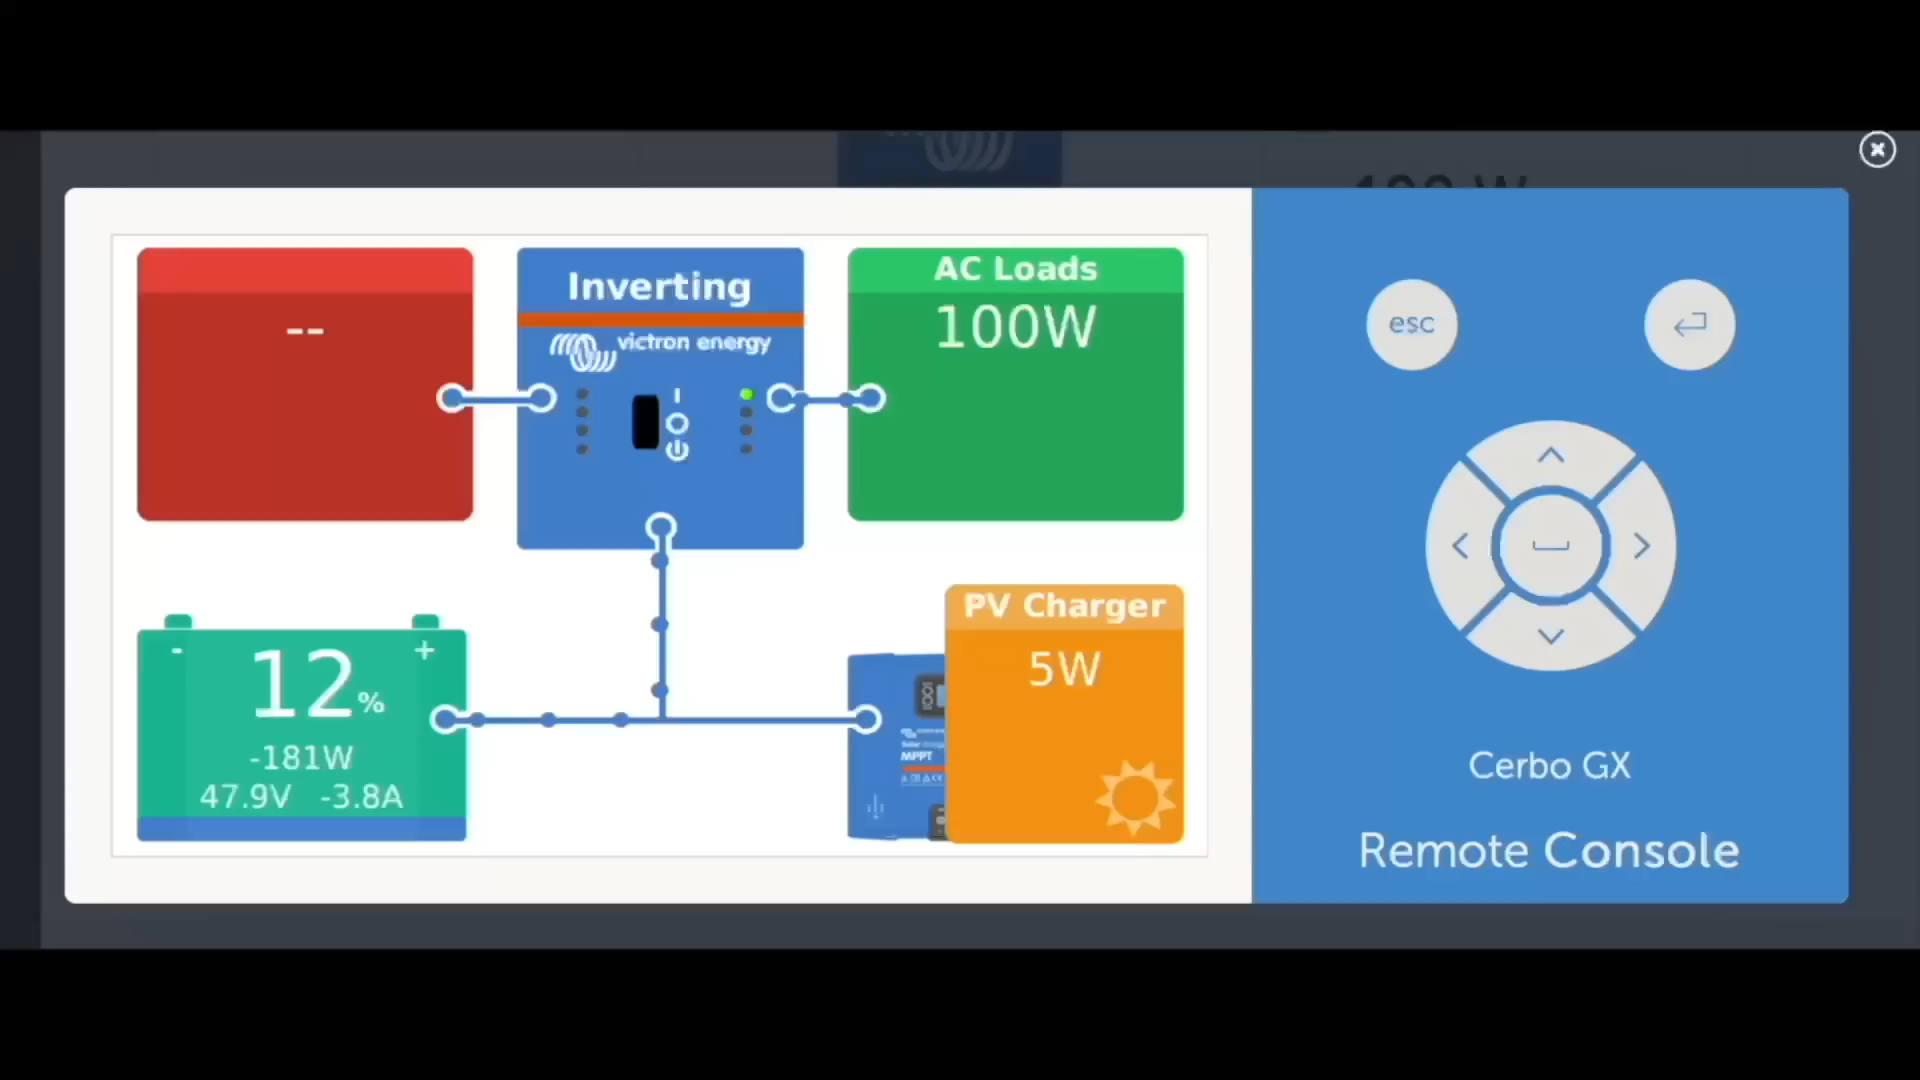 --
Inverting
victron energy
AC Loads
100W
- +
12%
-181W
47.9V -3.8A
MPPT
PV Charger
5W
esc
Cerbo GX
Remote Console